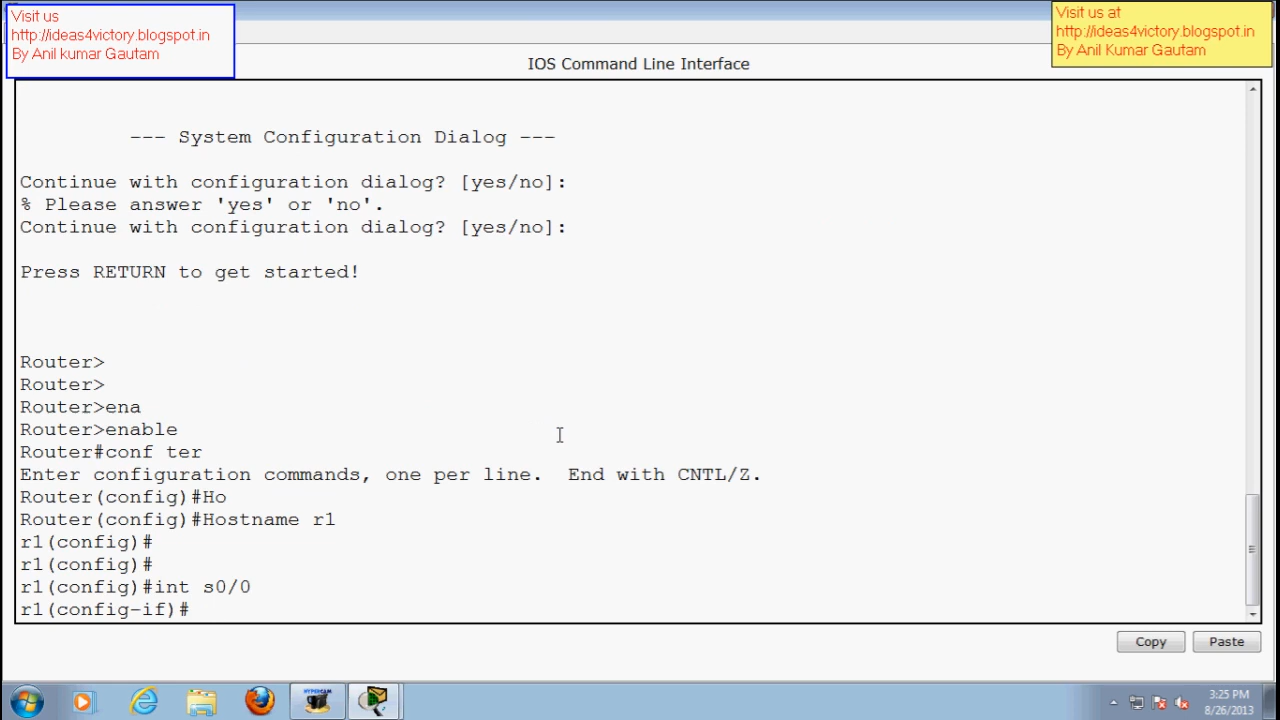 Visit us
http://ideas4victory.blogspot.in
By Anil kumar Gautam
Visit us at
http://ideas4victory.blogspot.in
By Anil Kumar Gautam
IOS Command Line Interface
--- System Configuration Dialog ---
Continue with configuration dialog? [yes/no]:
% Please answer 'yes' or 'no'.
Continue with configuration dialog? [yes/no]:
Press RETURN to get started!
Router>
Router>
Router>ena
Router>enable
Router#conf ter
Enter configuration commands, one per line.  End with CNTL/Z.
Router(config)#Ho
Router(config)#Hostname r1
r1(config)#
r1(config)#
r1(config)#int s0/0
r1(config-if)#
Copy
Paste
HYPERCAM
3:25 PM
8/26/2013